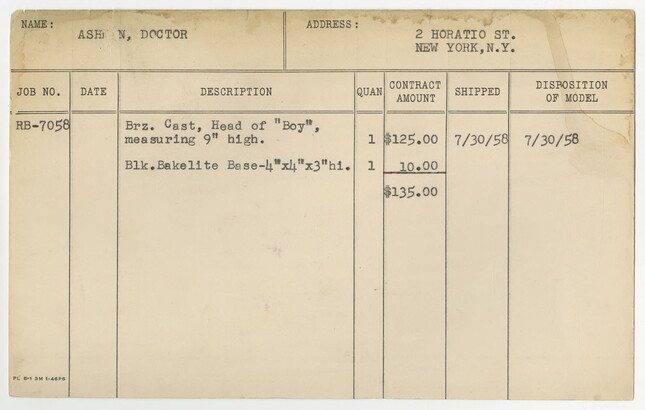 NAME:
DOCTOR
ADDRESS:
2 HORATIO ST.
NEW YORK,N.Y.
JOB NO.
DATE
DESCRIPTION
QUAN
CONTRACT
AMOUNT
SHIPPED
DISPOSITION
OF MODEL
RB-7058
Brz. Cast, Head of "Boy",
measuring 9" high.
1
$125.00
7/30/58
7/30/58
Blk.Bakelite Base-4"x4"x3"hi.
1
10.00
$135.00